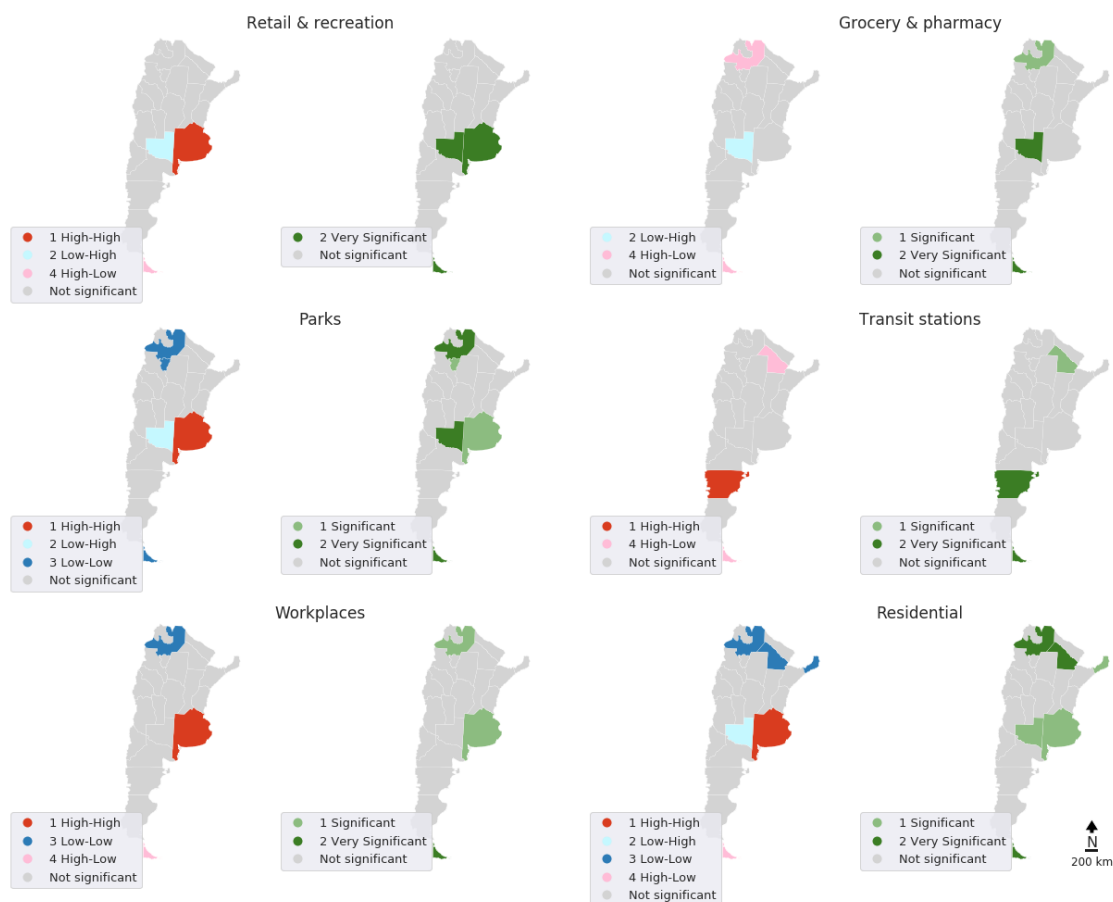 Retail & recreation
1 High-High
2 Low-High
4 High-Low
Not significant
2 Very Significant
Not significant
Grocery & pharmacy
2 Low-High
4 High-Low
Not significant
1 Significant
2 Very Significant
Not significant
Parks
1 High-High
2 Low-High
3 Low-Low
Not significant
1 Significant
2 Very Significant
Not significant
Transit stations
1 High-High
4 High-Low
Not significant
1 Significant
2 Very Significant
Not significant
Workplaces
1 High-High
3 Low-Low
4 High-Low
Not significant
1 Significant
2 Very Significant
Not significant
Residential
1 High-High
2 Low-High
3 Low-Low
4 High-Low
Not significant
1 Significant
2 Very Significant
Not significant
N
200 km